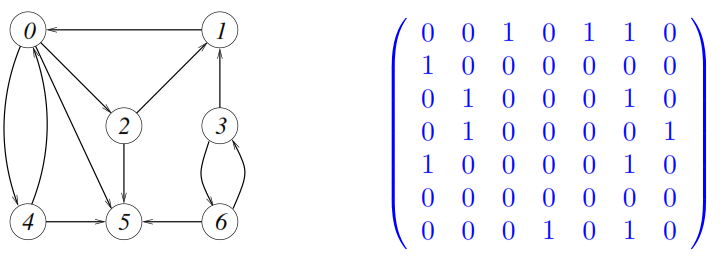 0 1
2 3
4 5 6
0 0 1 0 1 1 0
1 0 0 0 0 0 0
0 1 0 0 0 1 0
0 1 0 0 0 0 1
1 0 0 0 0 1 0
0 0 0 0 0 0 0
0 0 0 1 0 1 0